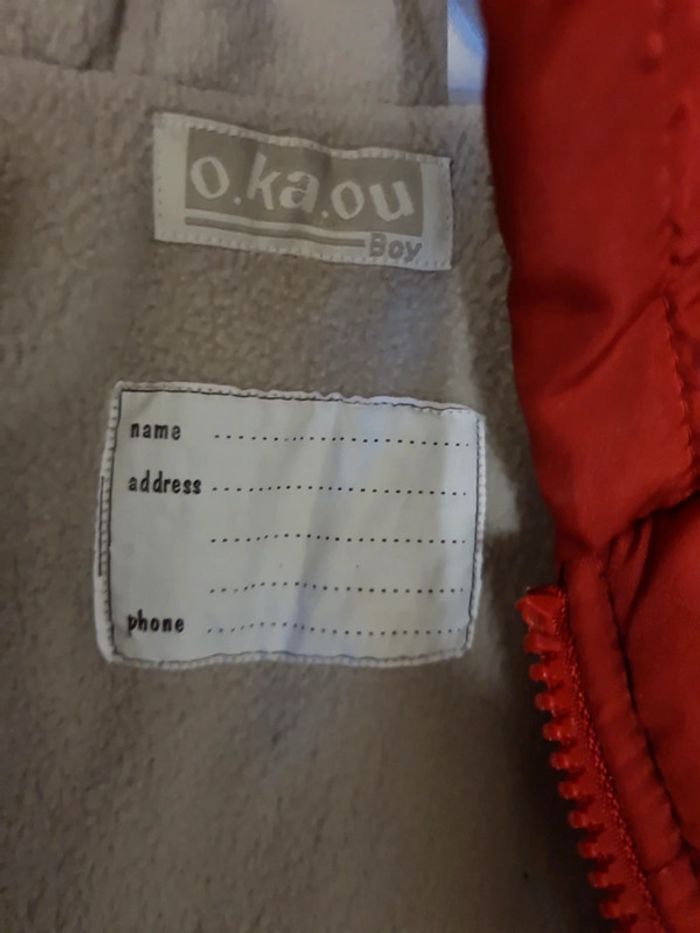 o.ka.ou
Boy
name
address
phone